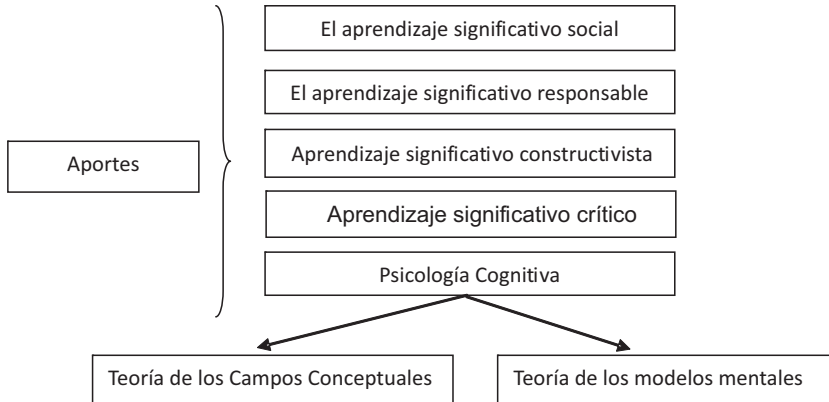 El aprendizaje significativo social
El aprendizaje significativo responsable
Aportes
Aprendizaje significativo constructivista
Aprendizaje significativo crítico
Psicología Cognitiva
Teoría de los Campos Conceptuales
Teoría de los modelos mentales